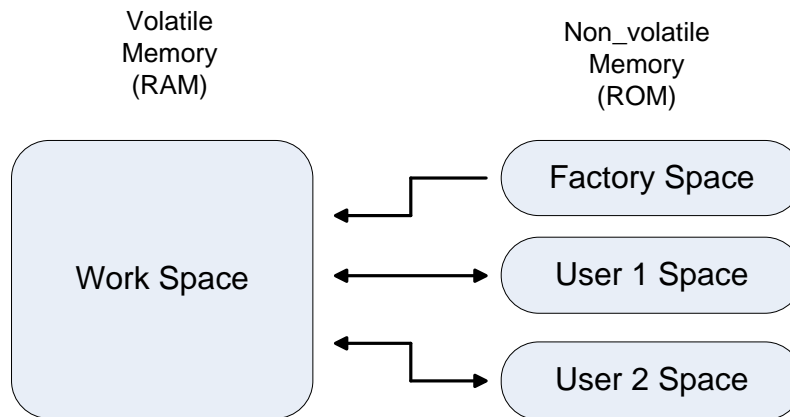 Volatile
Memory
(RAM)
Non_volatile
Memory
(ROM)
Work Space
Factory Space
User 1 Space
User 2 Space